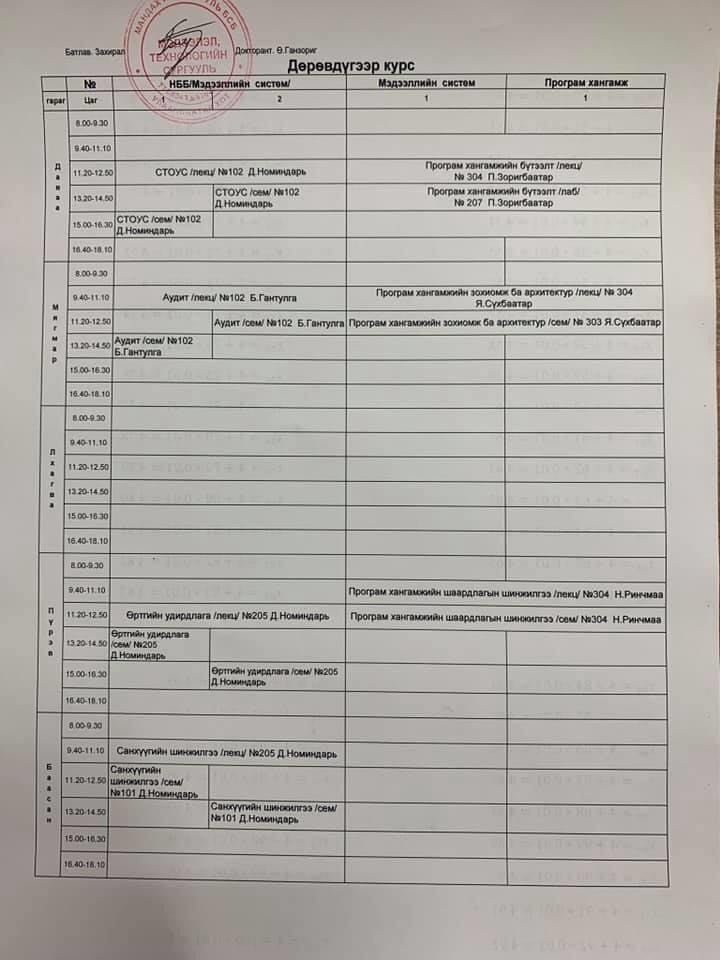 МАНДАХ
БСБ
МЭДЭЭЛЭЛ,
ТЕХНОЛОГИЙН
СУРГУУЛЬ
Батлав. Захирал Докторант. Ө.Ганзориг
Дөрөвдүгээр курс
№ НББ/Мэдээллийн систем/ Мэдээллийн систем Програм хангамж
гараг Цаг 1 2 1 1
Даваа
8.00-9.30
9.40-11.10
11.20-12.50 СТОУС /лекц/ №102 Д.Номиндарь Програм хангамжийн бүтээлт /лекц/
№ 304 П.Зоригбаатар
13.20-14.50 СТОУС /сем/ №102 Програм хангамжийн бүтээлт /лаб/
Д.Номиндарь № 207 П.Зоригбаатар
15.00-16.30 СТОУС /сем/ №102
Д.Номиндарь
16.40-18.10
Мягмар
8.00-9.30
9.40-11.10 Аудит /лекц/ №102 Б.Гантулга Програм хангамжийн зохиомж ба архитектур /лекц/ № 304
Я.Сүхбаатар
11.20-12.50 Аудит /сем/ №102 Б.Гантулга Програм хангамжийн зохиомж ба архитектур /сем/ № 303 Я.Сүхбаатар
13.20-14.50 Аудит /сем/ №102
Б.Гантулга
15.00-16.30
16.40-18.10
Лхагва
8.00-9.30
9.40-11.10
11.20-12.50
13.20-14.50
15.00-16.30
16.40-18.10
Пүрэв
8.00-9.30
9.40-11.10 Програм хангамжийн шаардлагын шинжилгээ /лекц/ №304 Н.Ринчмаа
11.20-12.50 Өртгийн удирдлага /лекц/ №205 Д.Номиндарь Програм хангамжийн шаардлагын шинжилгээ /сем/ №304 Н.Ринчмаа
13.20-14.50 Өртгийн удирдлага
/сем/ №205
Д.Номиндарь
15.00-16.30 Өртгийн удирдлага /сем/ №205
Д.Номиндарь
16.40-18.10
Баасан
8.00-9.30
9.40-11.10 Санхүүгийн шинжилгээ /лекц/ №205 Д.Номиндарь
11.20-12.50 Санхүүгийн
шинжилгээ /сем/
№101 Д.Номиндарь
13.20-14.50 Санхүүгийн шинжилгээ /сем/
№101 Д.Номиндарь
15.00-16.30
16.40-18.10